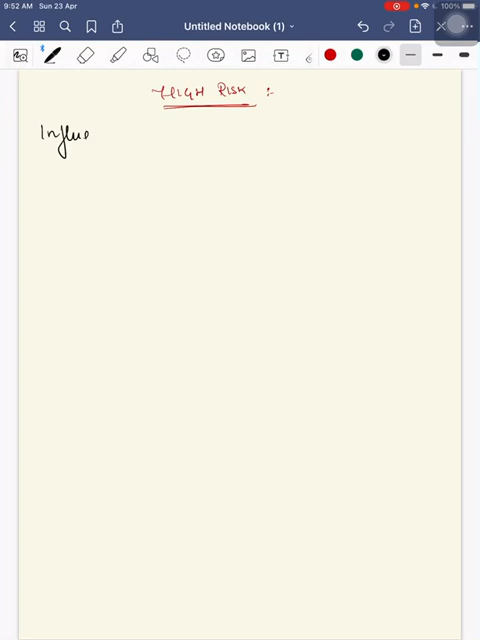 9:52 AM Sun 23 Apr 100%
Untitled Notebook (1)
T
HIGH RISK :-
Influe